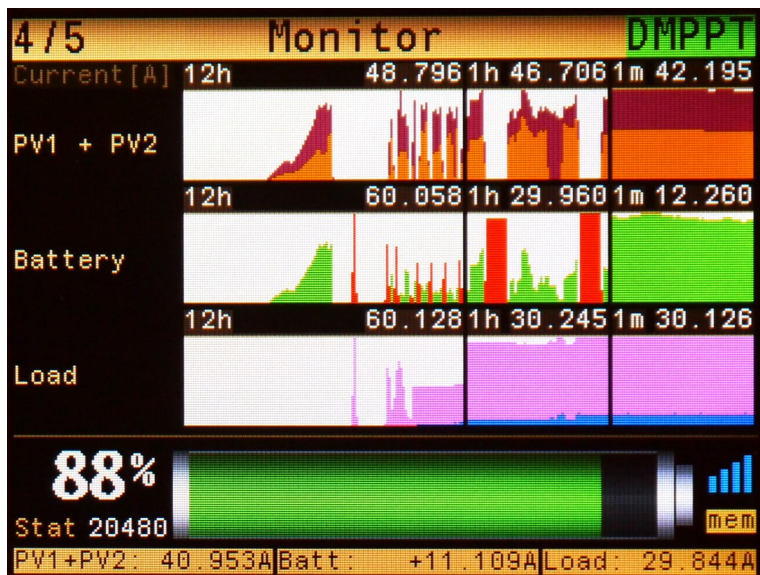 4/5 Monitor DMPPT
Current[A] 12h 48.796 1h 46.706 1m 42.195
PV1 + PV2
12h 60.058 1h 29.960 1m 12.260
Battery
12h 60.128 1h 30.245 1m 30.126
Load
88%
Stat 20480 mem
PV1+PV2: 40.953A Batt: +11.109A Load: 29.844A